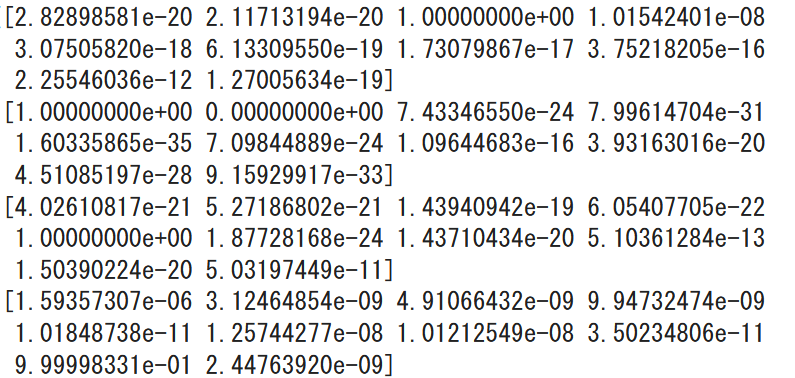 [[2.82898581e-20 2.11713194e-20 1.00000000e+00 1.01542401e-08
3.07505820e-18 6.13309550e-19 1.73079867e-17 3.75218205e-16
2.25546036e-12 1.27005634e-19]
[1.00000000e+00 0.00000000e+00 7.43346550e-24 7.99614704e-31
1.60335865e-35 7.09844889e-24 1.09644683e-16 3.93163016e-20
4.51085197e-28 9.15929917e-33]
[4.02610817e-21 5.27186802e-21 1.43940942e-19 6.05407705e-22
1.00000000e+00 1.87728168e-24 1.43710434e-20 5.10361284e-13
1.50390224e-20 5.03197449e-11]
[1.59357307e-06 3.12464854e-09 4.91066432e-09 9.94732474e-09
1.01848738e-11 1.25744277e-08 1.01212549e-08 3.50234806e-11
9.99998331e-01 2.44763920e-09]